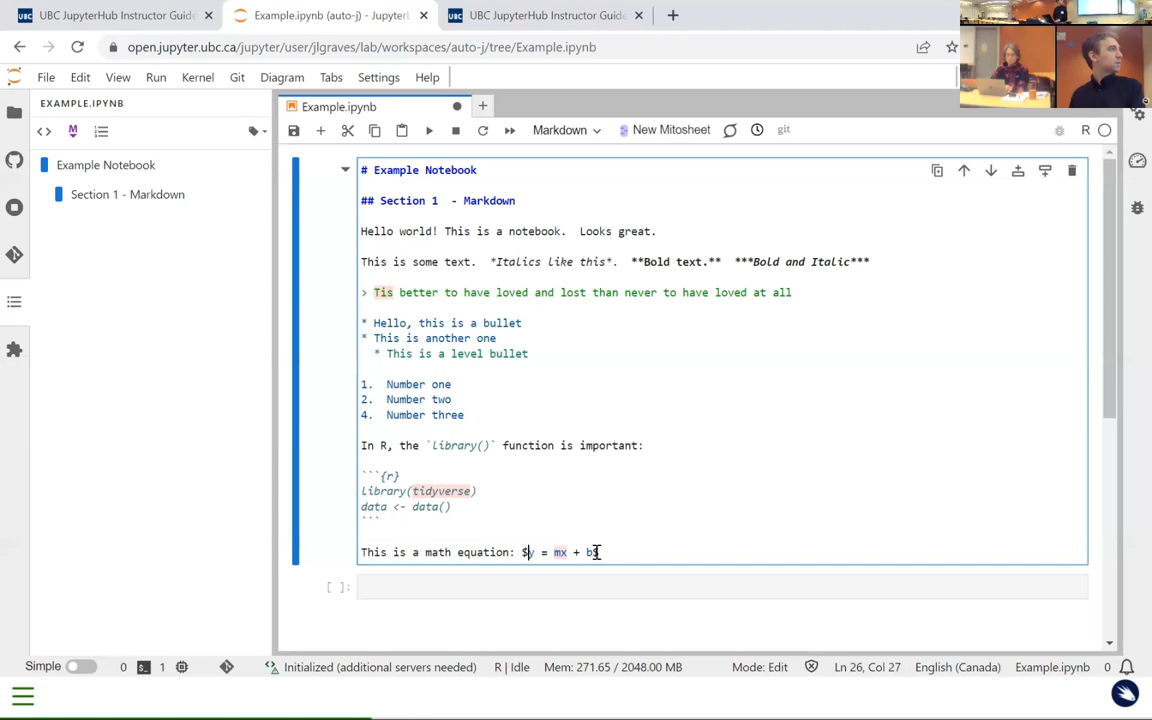 UBC JupyterHub Instructor Guide
Example.ipynb (auto-j) - JupyterL
UBC JupyterHub Instructor Guide
open.jupyter.ubc.ca/jupyter/user/jlgraves/lab/workspaces/auto-j/tree/Example.ipynb
File Edit View Run Kernel Git Diagram Tabs Settings Help
EXAMPLE.IPYNB
Example.ipynb
Markdown
New Mitosheet
git
R
Example Notebook
Section 1 - Markdown
# Example Notebook
## Section 1  - Markdown
Hello world! This is a notebook.  Looks great.
This is some text.  *Italics like this*.  **Bold text.**  ***Bold and Italic***
> Tis better to have loved and lost than never to have loved at all
* Hello, this is a bullet
* This is another one
  * This is a level bullet
1.  Number one
2.  Number two
4.  Number three
In R, the `library()` function is important:
```{r}
library(tidyverse)
data <- data()
```
This is a math equation: $y = mx + b$
[ ]:
Simple 0 1 Initialized (additional servers needed) R | Idle Mem: 271.65 / 2048.00 MB Mode: Edit Ln 26, Col 27 English (Canada) Example.ipynb 0